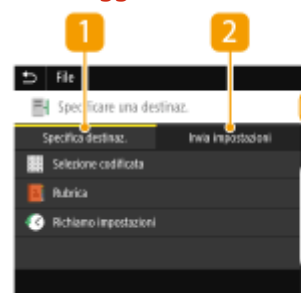 1 2
File
Specificare una destinaz.
Specifica destinaz. Invia impostazioni
Selezione codificata
Rubrica
Richiamo impostazioni